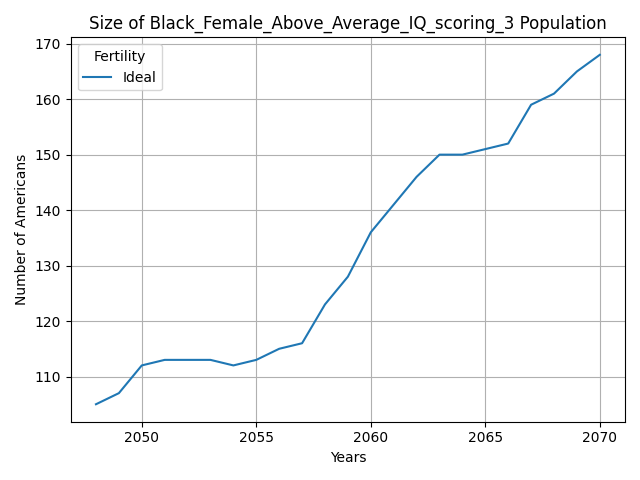 Size of Black_Female_Above_Average_IQ_scoring_3 Population
Fertility
Ideal
Number of Americans
170
160
150
140
130
120
110
2050 2055 2060 2065 2070
Years